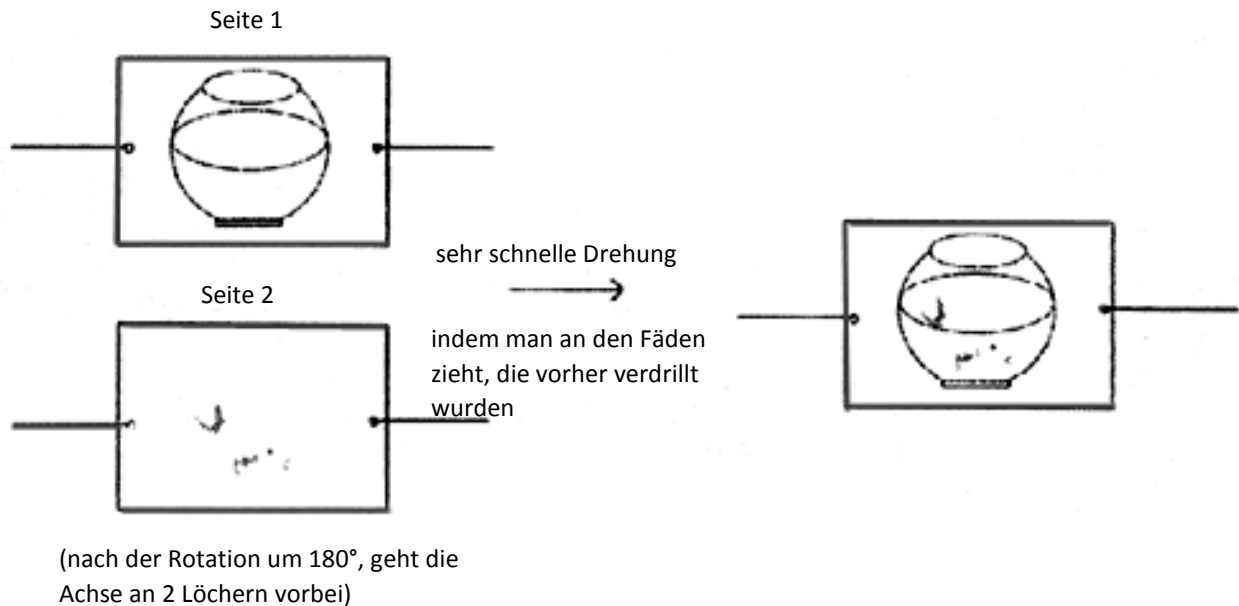 Seite 1
Seite 2
(nach der Rotation um 180°, geht die
Achse an 2 Löchern vorbei)
sehr schnelle Drehung
indem man an den Fäden
zieht, die vorher verdrillt
wurden